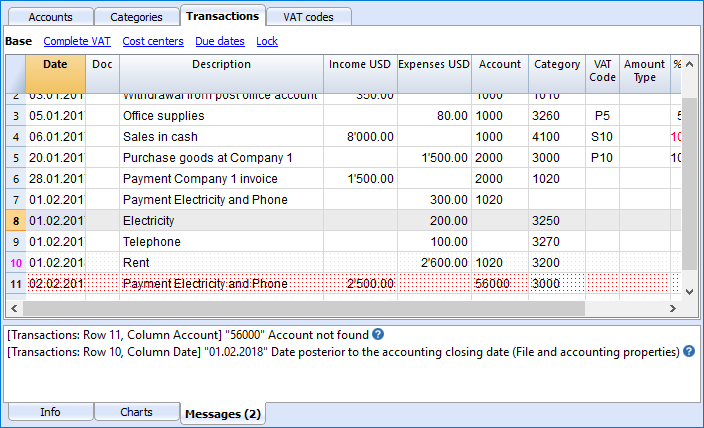 Accounts Categories Transactions VAT codes
Base Complete VAT Cost centers Due dates Lock
Date Doc Description Income USD Expenses USD Account Category VAT Code Amount Type %
2 03.01.201 Withdrawal from post office account 350.00 1000 1010
3 05.01.201 Office supplies 80.00 1000 3260 P5 5
4 06.01.201 Sales in cash 8'000.00 1000 4100 S10 10
5 20.01.201 Purchase goods at Company 1 1'500.00 2000 3000 P10 10
6 28.01.201 Payment Company 1 invoice 1'500.00 2000 1020
7 01.02.201 Payment Electricity and Phone 300.00 1020
8 01.02.201 Electricity 200.00 3250
9 01.02.201 Telephone 100.00 3270
10 01.02.201 Rent 2'600.00 1020 3200
11 02.02.201 Payment Electricity and Phone 2'500.00 56000 3000
[Transactions: Row 11, Column Account] "56000" Account not found ?
[Transactions: Row 10, Column Date] "01.02.2018" Date posterior to the accounting closing date (File and accounting properties) ?
Info Charts Messages (2)